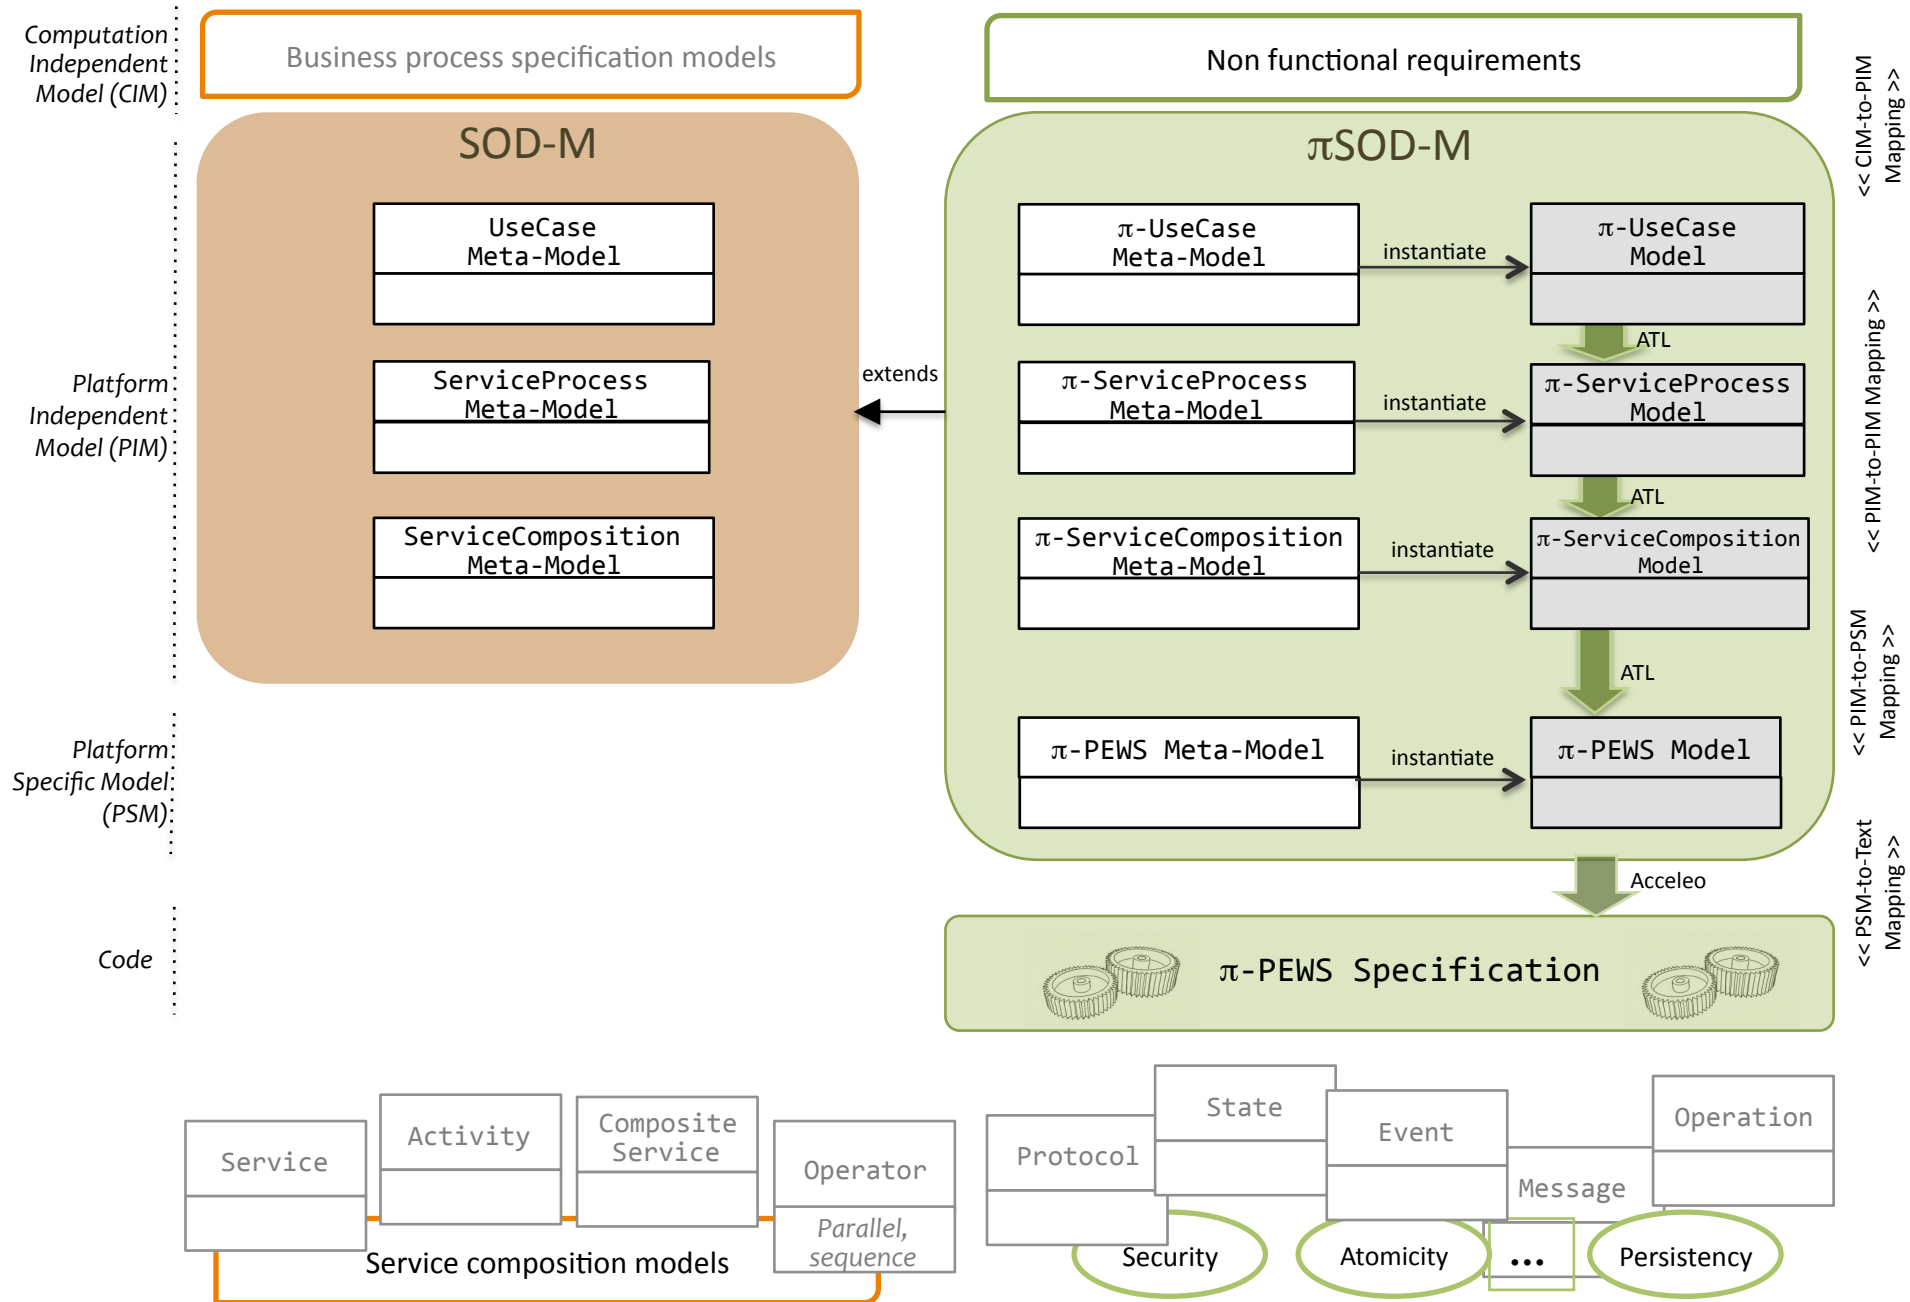 Computation
Independent
Model (CIM)
Business process specification models
Non functional requirements
<< CIM-to-PIM
Mapping >>
SOD-M
πSOD-M
UseCase
Meta-Model
π-UseCase
Meta-Model
instantiate
π-UseCase
Model
ATL
Platform
Independent
Model (PIM)
ServiceProcess
Meta-Model
extends
π-ServiceProcess
Meta-Model
instantiate
π-ServiceProcess
Model
<< PIM-to-PIM Mapping >>
ATL
ServiceComposition
Meta-Model
π-ServiceComposition
Meta-Model
instantiate
π-ServiceComposition
Model
ATL
<< PIM-to-PSM
Mapping >>
Platform
Specific Model
(PSM)
π-PEWS Meta-Model
instantiate
π-PEWS Model
Acceleo
<< PSM-to-Text
Mapping >>
Code
π-PEWS Specification
Service
Activity
Composite
Service
Operator
Parallel,
sequence
Service composition models
Protocol
State
Event
Message
Operation
Security
Atomicity
...
Persistency